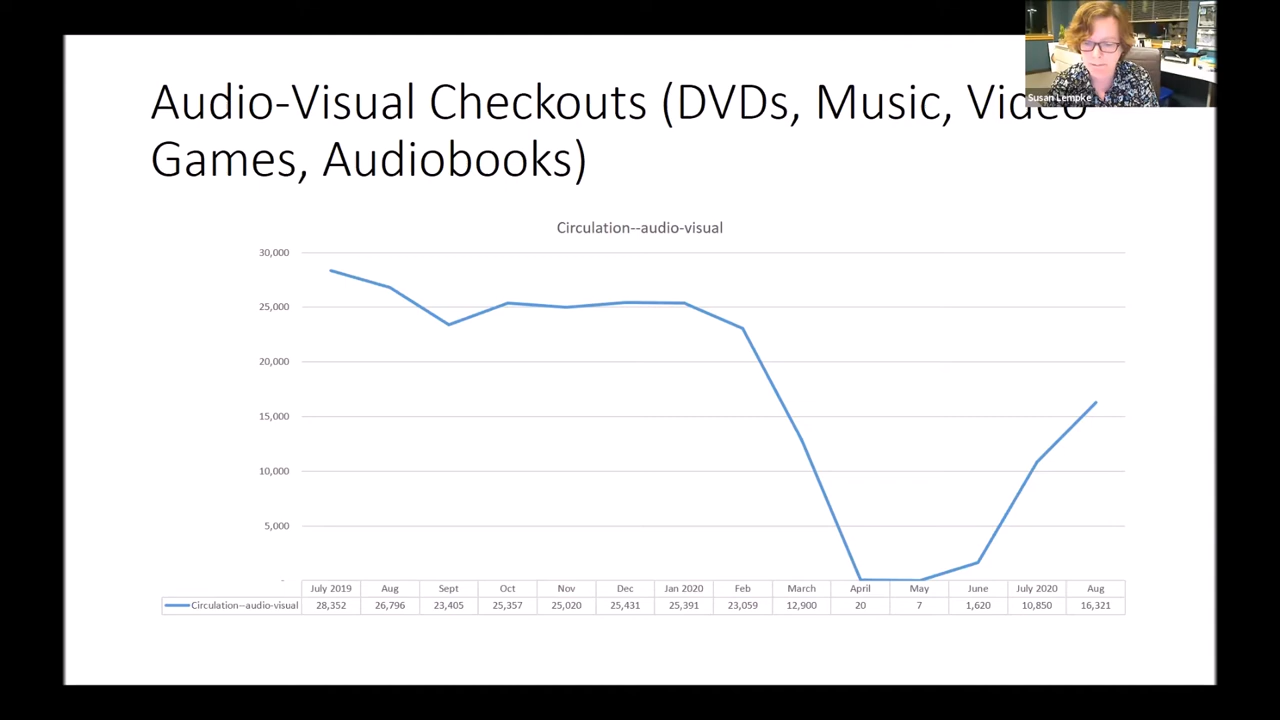 Audio-Visual Checkouts (DVDs, Music, Video
Games, Audiobooks)
Susan Lempke
Circulation--audio-visual
30,000
25,000
20,000
15,000
10,000
5,000
-
July 2019 Aug Sept Oct Nov Dec Jan 2020 Feb March April May June July 2020 Aug
Circulation--audio-visual 28,352 26,796 23,405 25,357 25,020 25,431 25,391 23,059 12,900 20 7 1,620 10,850 16,321